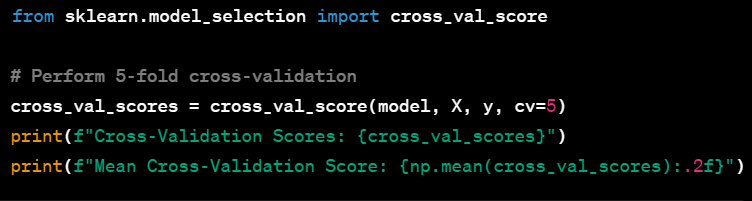 from sklearn.model_selection import cross_val_score
# Perform 5-fold cross-validation
cross_val_scores = cross_val_score(model, X, y, cv=5)
print(f"Cross-Validation Scores: {cross_val_scores}")
print(f"Mean Cross-Validation Score: {np.mean(cross_val_scores):.2f}")